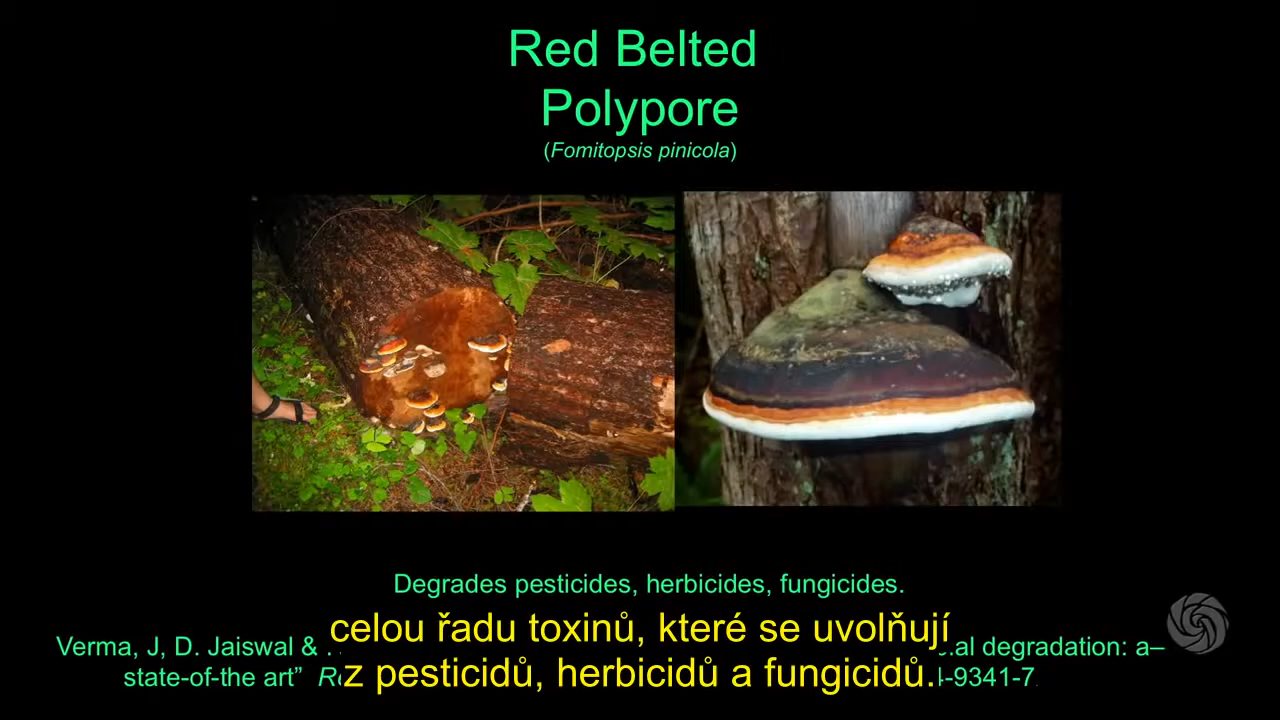 Red Belted
Polypore
(Fomitopsis pinicola)
Degrades pesticides, herbicides, fungicides.
celou řadu toxinů, které se uvolňují
z pesticidů, herbicidů a fungicidů.
Verma, J, D. Jaiswal & degradation: a–
state-of-the art” -9341-7